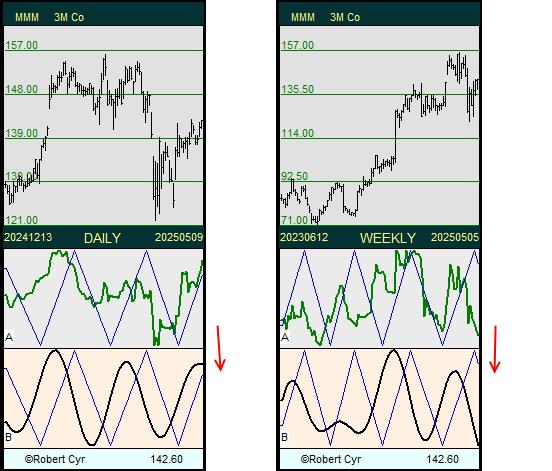 MMM 3M Co
157.00
148.00
139.00
130.00
121.00
20241213 DAILY 20250509
A
B
©Robert Cyr 142.60
MMM 3M Co
157.00
135.50
114.00
92.50
71.00
20230612 WEEKLY 20250505
A
B
©Robert Cyr 142.60